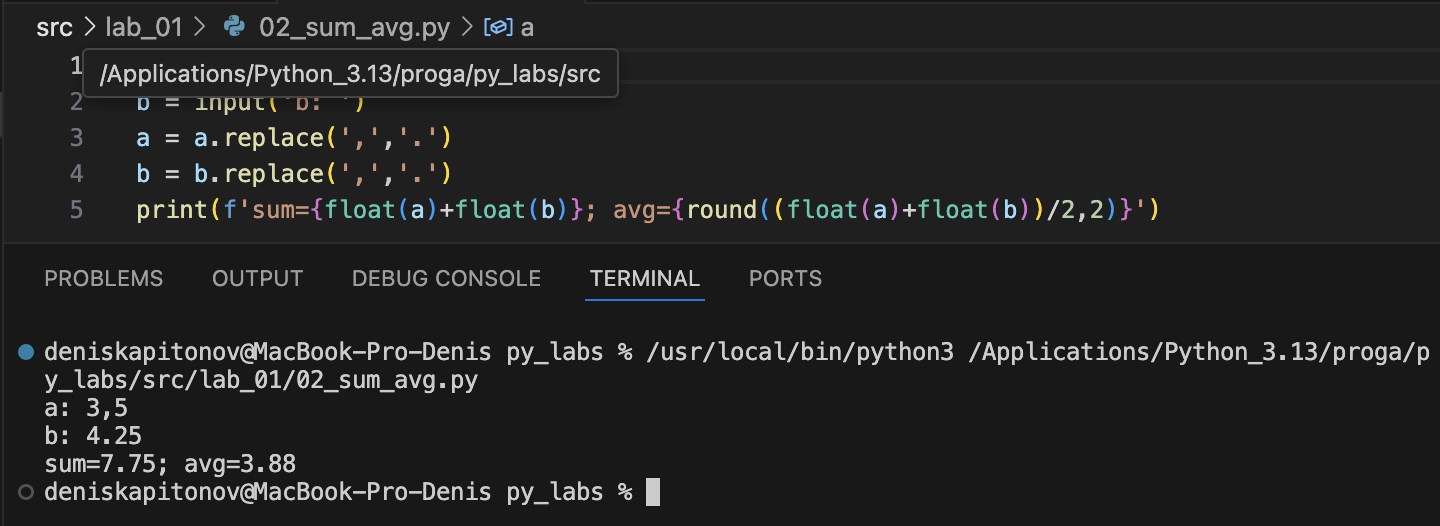 src > lab_01 > 02_sum_avg.py > a
1
/Applications/Python_3.13/proga/py_labs/src
2 b = input('b: ')
3 a = a.replace(',','.')
4 b = b.replace(',','.')
5 print(f'sum={float(a)+float(b)}; avg={round((float(a)+float(b))/2,2)}')
PROBLEMS OUTPUT DEBUG CONSOLE TERMINAL PORTS
deniskapitonov@MacBook-Pro-Denis py_labs % /usr/local/bin/python3 /Applications/Python_3.13/proga/p
y_labs/src/lab_01/02_sum_avg.py
a: 3,5
b: 4.25
sum=7.75; avg=3.88
deniskapitonov@MacBook-Pro-Denis py_labs %